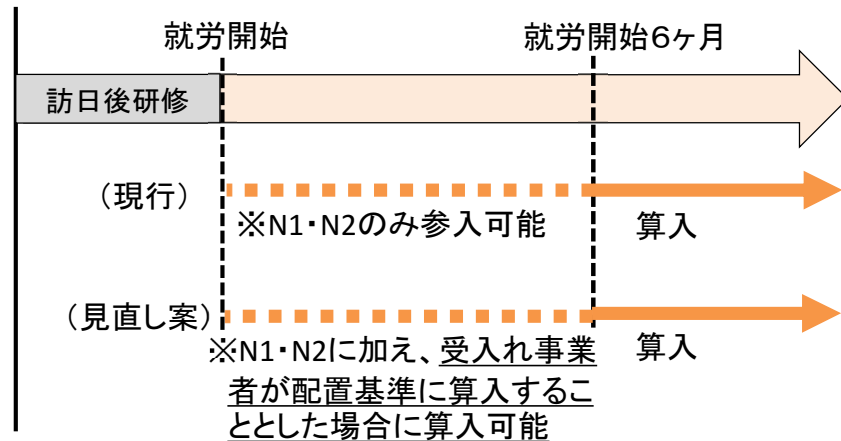 就労開始
就労開始６ヶ月
訪日後研修
（現行）
※N1・N2のみ参入可能
算入
（見直し案）
※N1・N2に加え、受入れ事業
者が配置基準に算入するこ
ととした場合に算入可能
算入